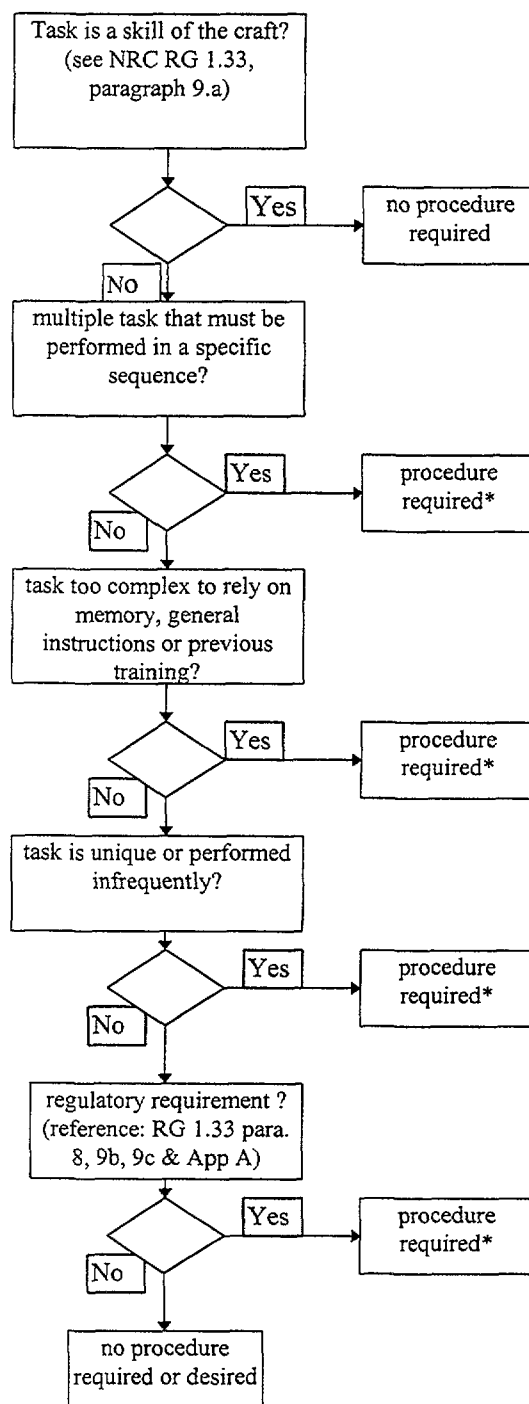 Task is a skill of the craft?
(see NRC RG 1.33,
paragraph 9.a)
Yes
no procedure
required
No
multiple task that must be
performed in a specific
sequence?
Yes
procedure
required*
No
task too complex to rely on
memory, general
instructions or previous
training?
Yes
procedure
required*
No
task is unique or performed
infrequently?
Yes
procedure
required*
No
regulatory requirement ?
(reference: RG 1.33 para.
8, 9b, 9c & App A)
Yes
procedure
required*
No
no procedure
required or desired